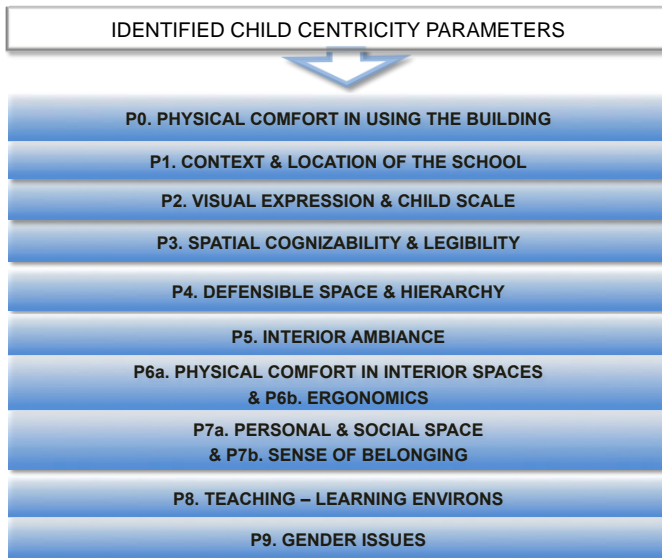 IDENTIFIED CHILD CENTRICITY PARAMETERS
P0. PHYSICAL COMFORT IN USING THE BUILDING
P1. CONTEXT & LOCATION OF THE SCHOOL
P2. VISUAL EXPRESSION & CHILD SCALE
P3. SPATIAL COGNIZABILITY & LEGIBILITY
P4. DEFENSIBLE SPACE & HIERARCHY
P5. INTERIOR AMBIANCE
P6a. PHYSICAL COMFORT IN INTERIOR SPACES
& P6b. ERGONOMICS
P7a. PERSONAL & SOCIAL SPACE
& P7b. SENSE OF BELONGING
P8. TEACHING – LEARNING ENVIRONS
P9. GENDER ISSUES